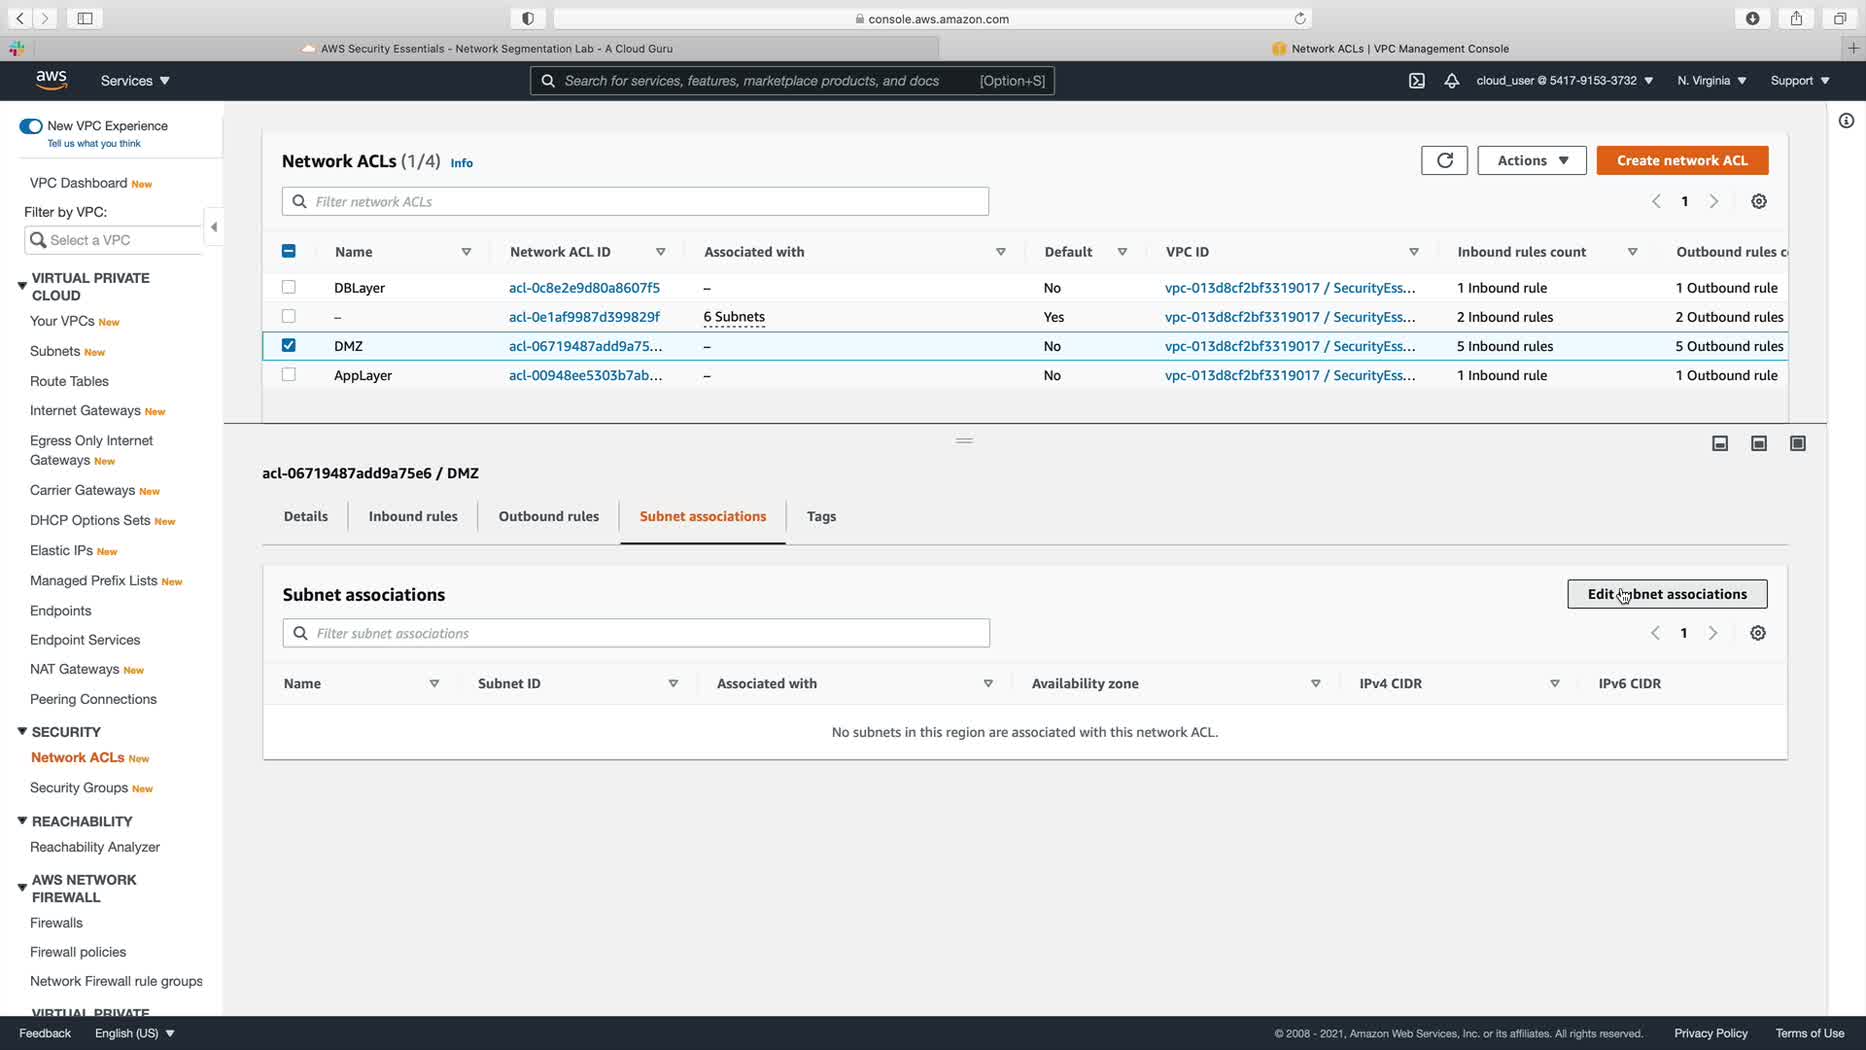 console.aws.amazon.com
AWS Security Essentials - Network Segmentation Lab - A Cloud Guru
Network ACLs | VPC Management Console
aws
Services
Search for services, features, marketplace products, and docs [Option+S]
cloud_user @ 5417-9153-3732
N. Virginia
Support
New VPC Experience
Tell us what you think
VPC Dashboard New
Filter by VPC:
Select a VPC
VIRTUAL PRIVATE
CLOUD
Your VPCs New
Subnets New
Route Tables
Internet Gateways New
Egress Only Internet
Gateways New
Carrier Gateways New
DHCP Options Sets New
Elastic IPs New
Managed Prefix Lists New
Endpoints
Endpoint Services
NAT Gateways New
Peering Connections
SECURITY
Network ACLs New
Security Groups New
REACHABILITY
Reachability Analyzer
AWS NETWORK
FIREWALL
Firewalls
Firewall policies
Network Firewall rule groups
VIRTUAL PRIVATE
Network ACLs (1/4) Info
Actions
Create network ACL
Filter network ACLs
1
Name Network ACL ID Associated with Default VPC ID Inbound rules count Outbound rules c
DBLayer acl-0c8e2e9d80a8607f5 – No vpc-013d8cf2bf3319017 / SecurityEss... 1 Inbound rule 1 Outbound rule
– acl-0e1af9987d399829f 6 Subnets Yes vpc-013d8cf2bf3319017 / SecurityEss... 2 Inbound rules 2 Outbound rules
DMZ acl-06719487add9a75... – No vpc-013d8cf2bf3319017 / SecurityEss... 5 Inbound rules 5 Outbound rules
AppLayer acl-00948ee5303b7ab... – No vpc-013d8cf2bf3319017 / SecurityEss... 1 Inbound rule 1 Outbound rule
acl-06719487add9a75e6 / DMZ
Details Inbound rules Outbound rules Subnet associations Tags
Subnet associations
Edit subnet associations
Filter subnet associations
1
Name Subnet ID Associated with Availability zone IPv4 CIDR IPv6 CIDR
No subnets in this region are associated with this network ACL.
Feedback
English (US)
© 2008 - 2021, Amazon Web Services, Inc. or its affiliates. All rights reserved.
Privacy Policy
Terms of Use